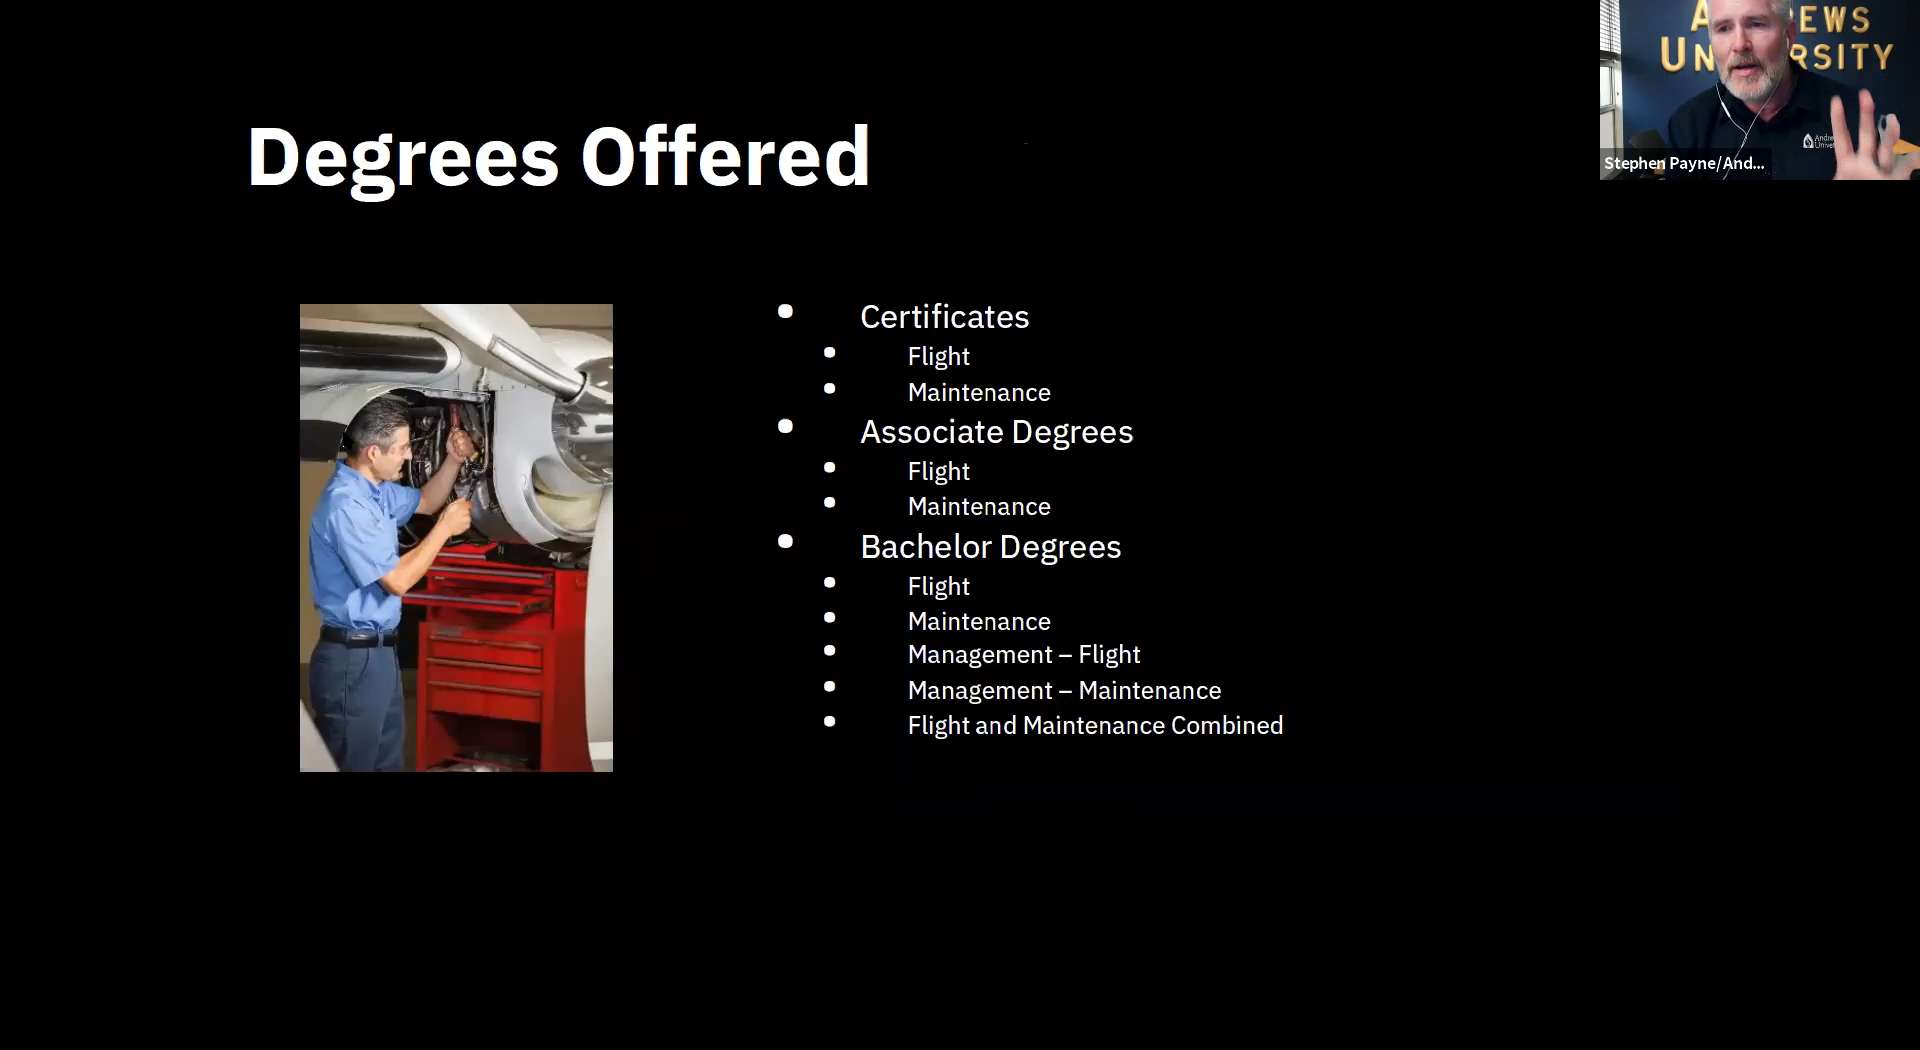 Degrees Offered
• Certificates
• Flight
• Maintenance
• Associate Degrees
• Flight
• Maintenance
• Bachelor Degrees
• Flight
• Maintenance
• Management – Flight
• Management – Maintenance
• Flight and Maintenance Combined
Stephen Payne/And...